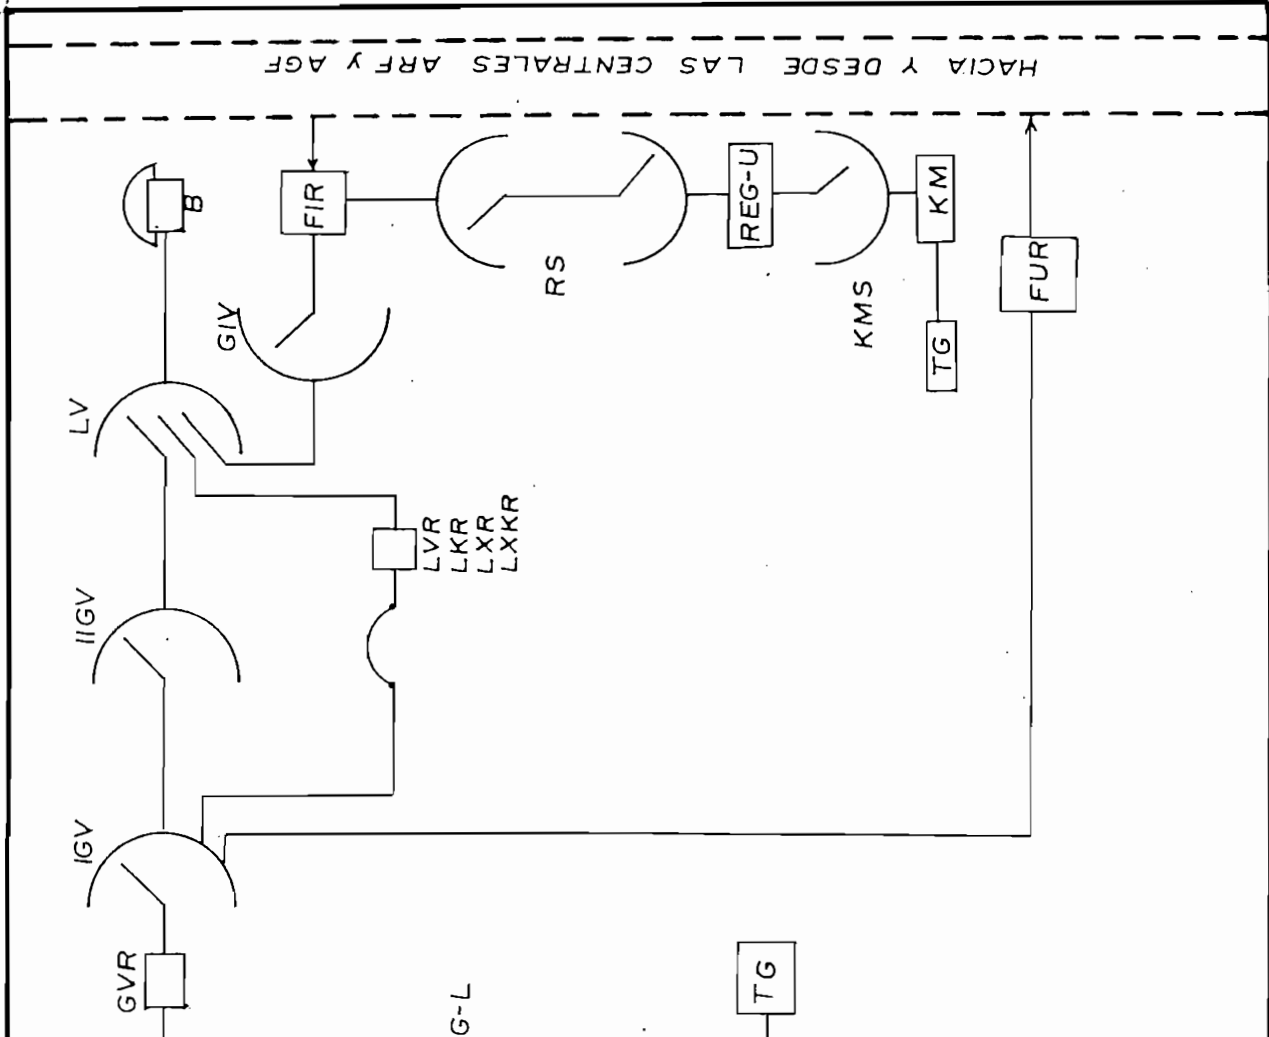 HACIA Y DESDE LAS CENTRALES ARF y AGF
B
FIR
RS
REG-U
KMS
KM
TG
FUR
GIV
LV
LVR
LKR
LXR
LXKR
IIGV
IGV
GVR
G-L
TG